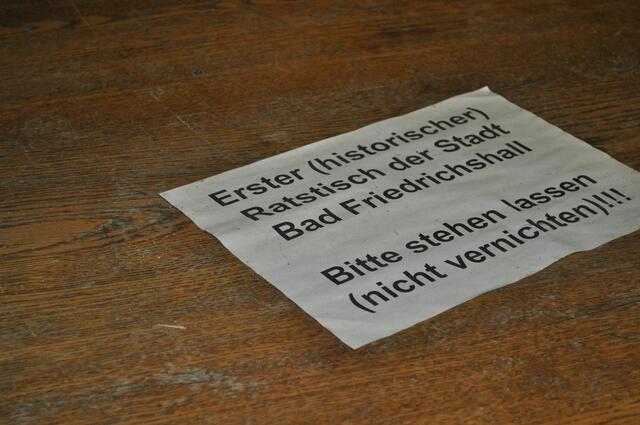 Erster (historischer)
Ratstisch der Stadt
Bad Friedrichshall
Bitte stehen lassen
(nicht vernichten)!!!